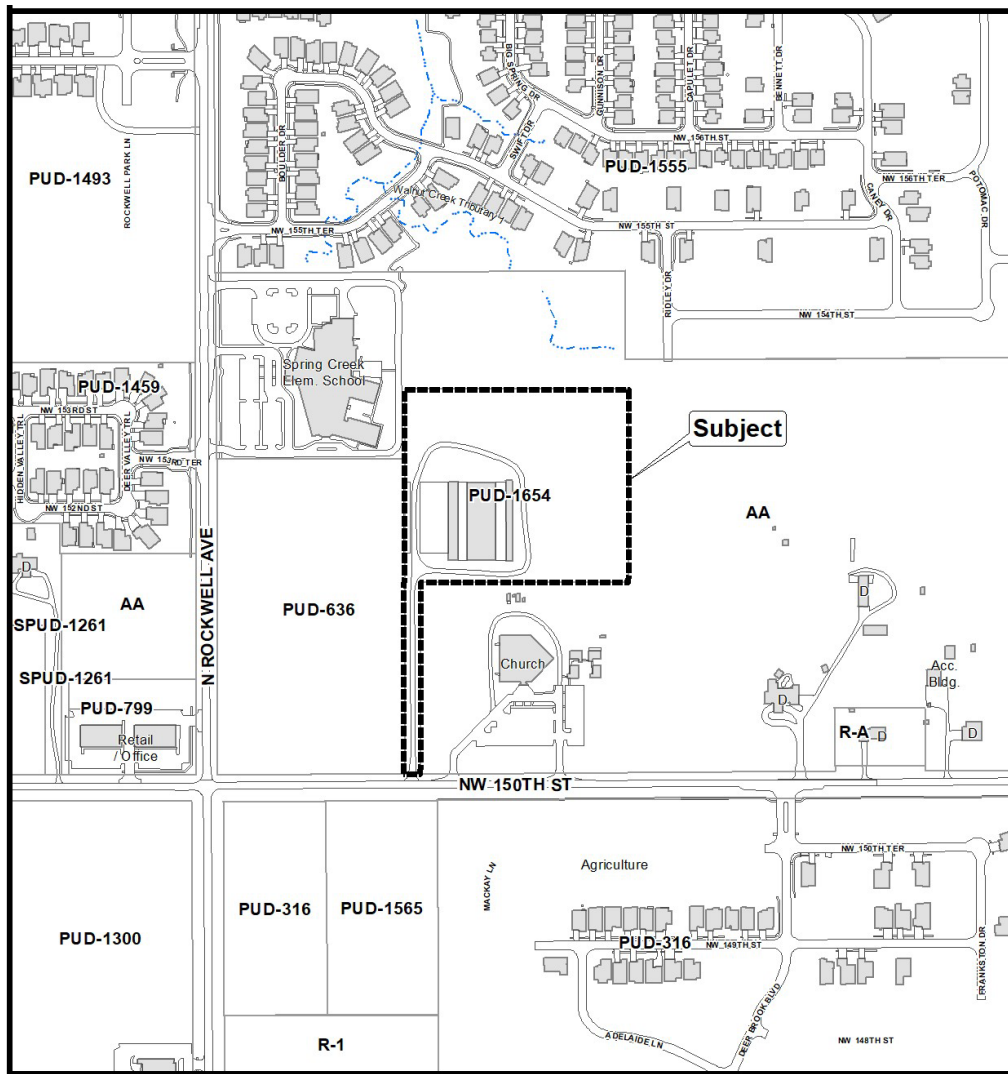 BIG SPRING DR
GUNNISON DR
CAPULET DR
BENNETT DR
ROCKWELL PARK LN
BOULDER DR
SWIFT DR
NW 156TH ST
PUD-1555
PUD-1493
NW 156TH TER
POTOMAC DR
CANEY DR
Walnut Creek Tributary 1
NW 155TH TER
NW 155TH ST
RIDLEY DR
NW 154TH ST
Spring Creek
Elem. School
PUD-1459
NW 153RD ST
HIDDEN VALLEY TRL
DEER VALLEY TRL
NW 153RD TER
NW 152ND ST
Subject
PUD-1654
AA
N ROCKWELL AVE
D
AA
PUD-636
D
SPUD-1261
SPUD-1261
Church
Acc.
Bldg.
PUD-799
D
R-A
D
D
Retail
/ Office
NW 150TH ST
Agriculture
NW 150TH TER
MACKAY LN
PUD-316
PUD-1565
PUD-1300
PUD-316
NW 149TH ST
FRANKSTON DR
DEER BROOK BLVD
ADELAIDE LN
NW 148TH ST
R-1